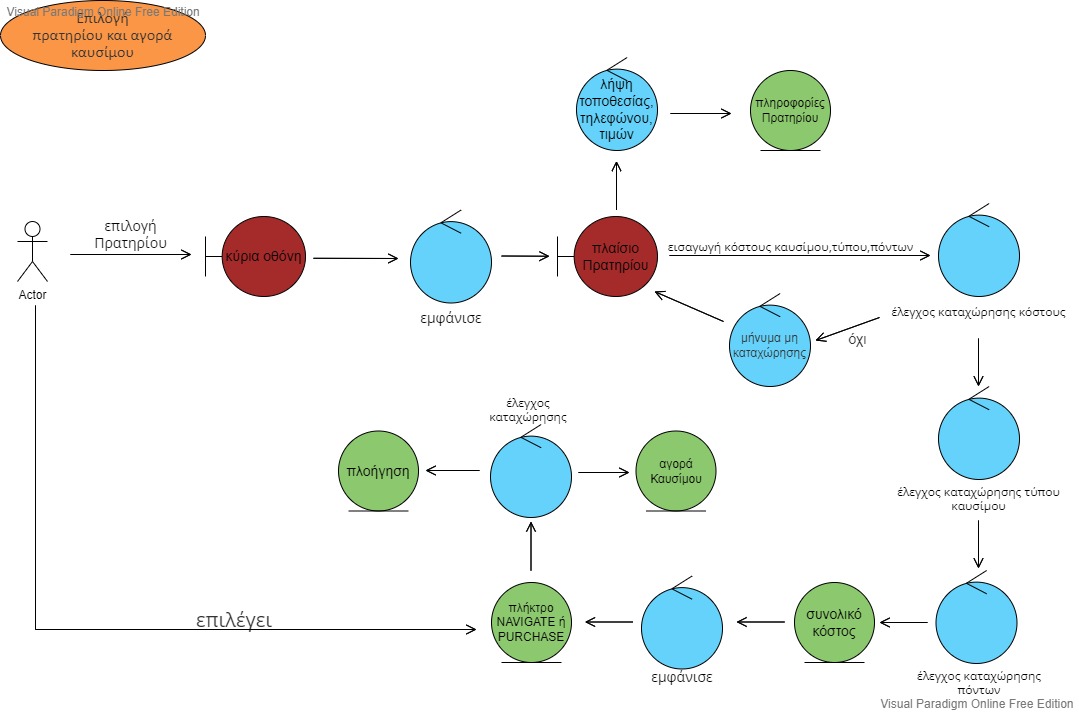 Visual Paradigm Online Free Edition
Επιλογή
πρατηρίου και αγορά
καυσίμου
λήψη
τοποθεσίας,
τηλεφώνου,
τιμών
πληροφορίες
Πρατηρίου
επιλογή
Πρατηρίου
Actor
κύρια οθόνη
εμφάνισε
πλαίσιο
Πρατηρίου
εισαγωγή κόστους καυσίμου,τύπου,πόντων
έλεγχος καταχώρησης κόστους
όχι
μήνυμα μη
καταχώρησης
έλεγχος
καταχώρησης
πλοήγηση
αγορά
Καυσίμου
έλεγχος καταχώρησης τύπου
καυσίμου
επιλέγει
πλήκτρο
NAVIGATE ή
PURCHASE
εμφάνισε
συνολικό
κόστος
έλεγχος καταχώρησης
πόντων
Visual Paradigm Online Free Edition